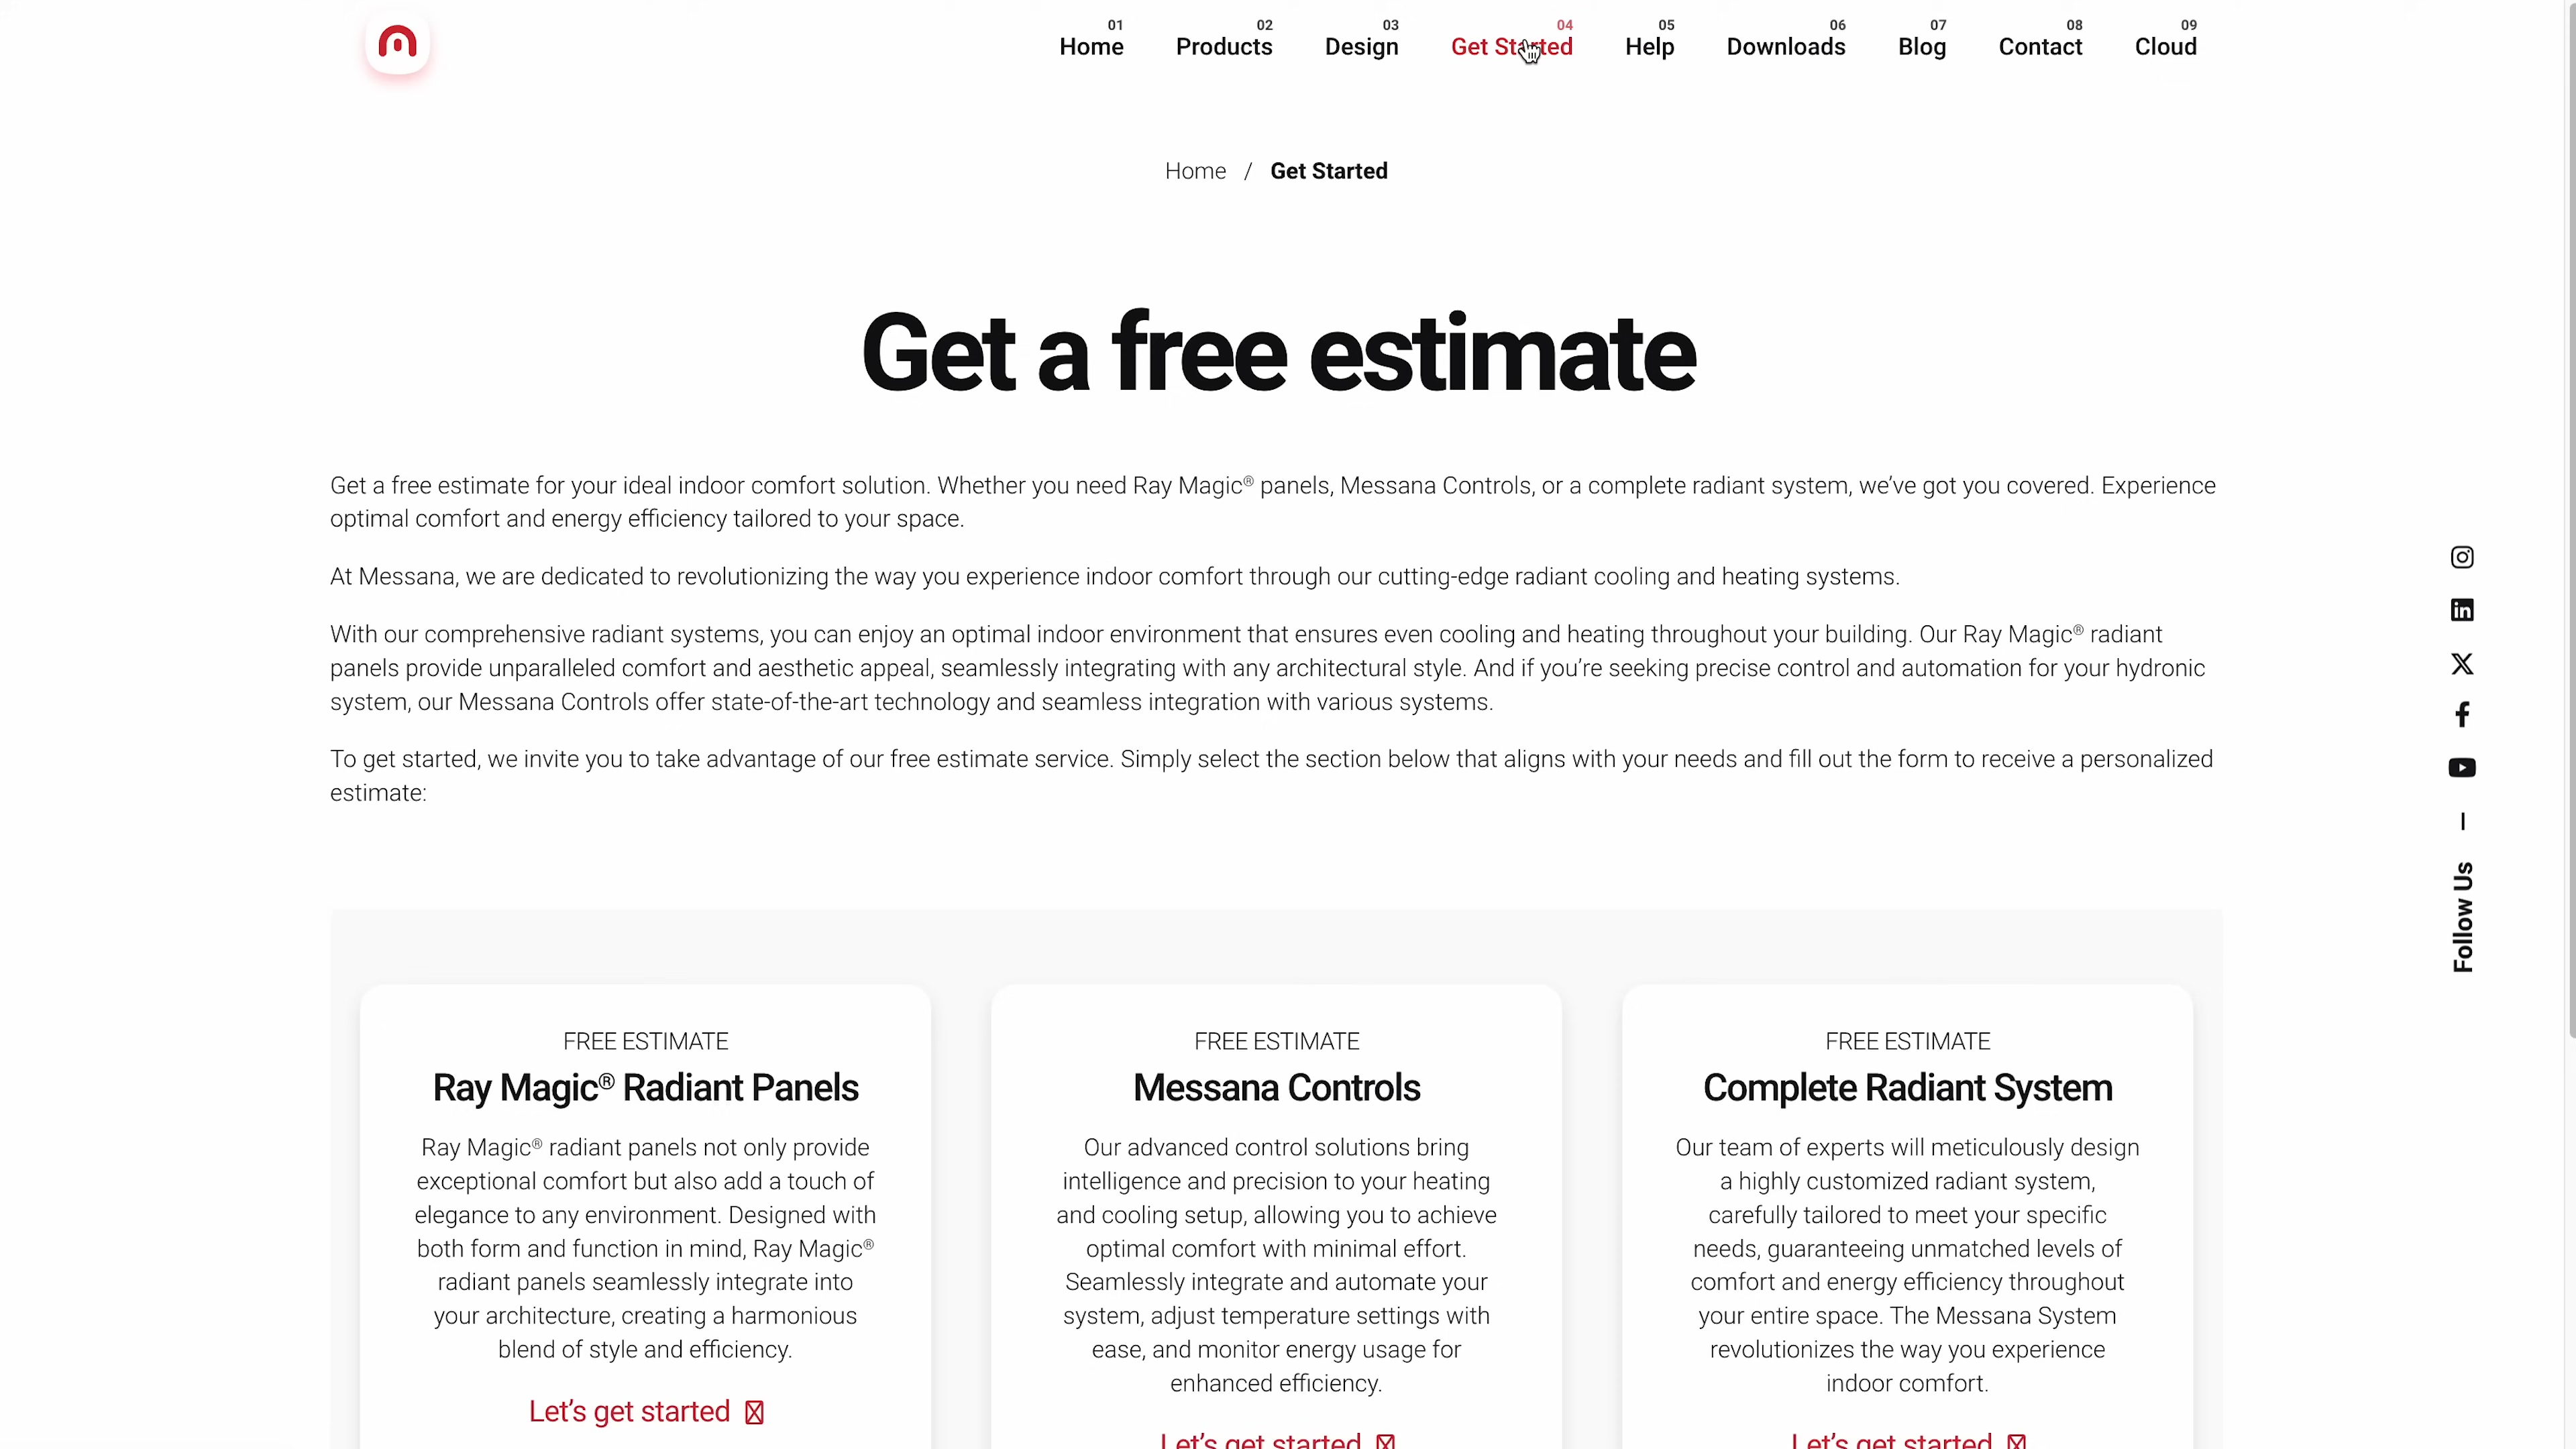 01 02 03 04 05 06 07 08 09
Home Products Design Get Started Help Downloads Blog Contact Cloud
Home / Get Started
Get a free estimate
Get a free estimate for your ideal indoor comfort solution. Whether you need Ray Magic® panels, Messana Controls, or a complete radiant system, we’ve got you covered. Experience
optimal comfort and energy efficiency tailored to your space.
At Messana, we are dedicated to revolutionizing the way you experience indoor comfort through our cutting-edge radiant cooling and heating systems.
With our comprehensive radiant systems, you can enjoy an optimal indoor environment that ensures even cooling and heating throughout your building. Our Ray Magic® radiant
panels provide unparalleled comfort and aesthetic appeal, seamlessly integrating with any architectural style. And if you’re seeking precise control and automation for your hydronic
system, our Messana Controls offer state-of-the-art technology and seamless integration with various systems.
To get started, we invite you to take advantage of our free estimate service. Simply select the section below that aligns with your needs and fill out the form to receive a personalized
estimate:
Follow Us
FREE ESTIMATE
Ray Magic® Radiant Panels
Ray Magic® radiant panels not only provide
exceptional comfort but also add a touch of
elegance to any environment. Designed with
both form and function in mind, Ray Magic®
radiant panels seamlessly integrate into
your architecture, creating a harmonious
blend of style and efficiency.
Let’s get started
FREE ESTIMATE
Messana Controls
Our advanced control solutions bring
intelligence and precision to your heating
and cooling setup, allowing you to achieve
optimal comfort with minimal effort.
Seamlessly integrate and automate your
system, adjust temperature settings with
ease, and monitor energy usage for
enhanced efficiency.
Let’s get started
FREE ESTIMATE
Complete Radiant System
Our team of experts will meticulously design
a highly customized radiant system,
carefully tailored to meet your specific
needs, guaranteeing unmatched levels of
comfort and energy efficiency throughout
your entire space. The Messana System
revolutionizes the way you experience
indoor comfort.
Let’s get started